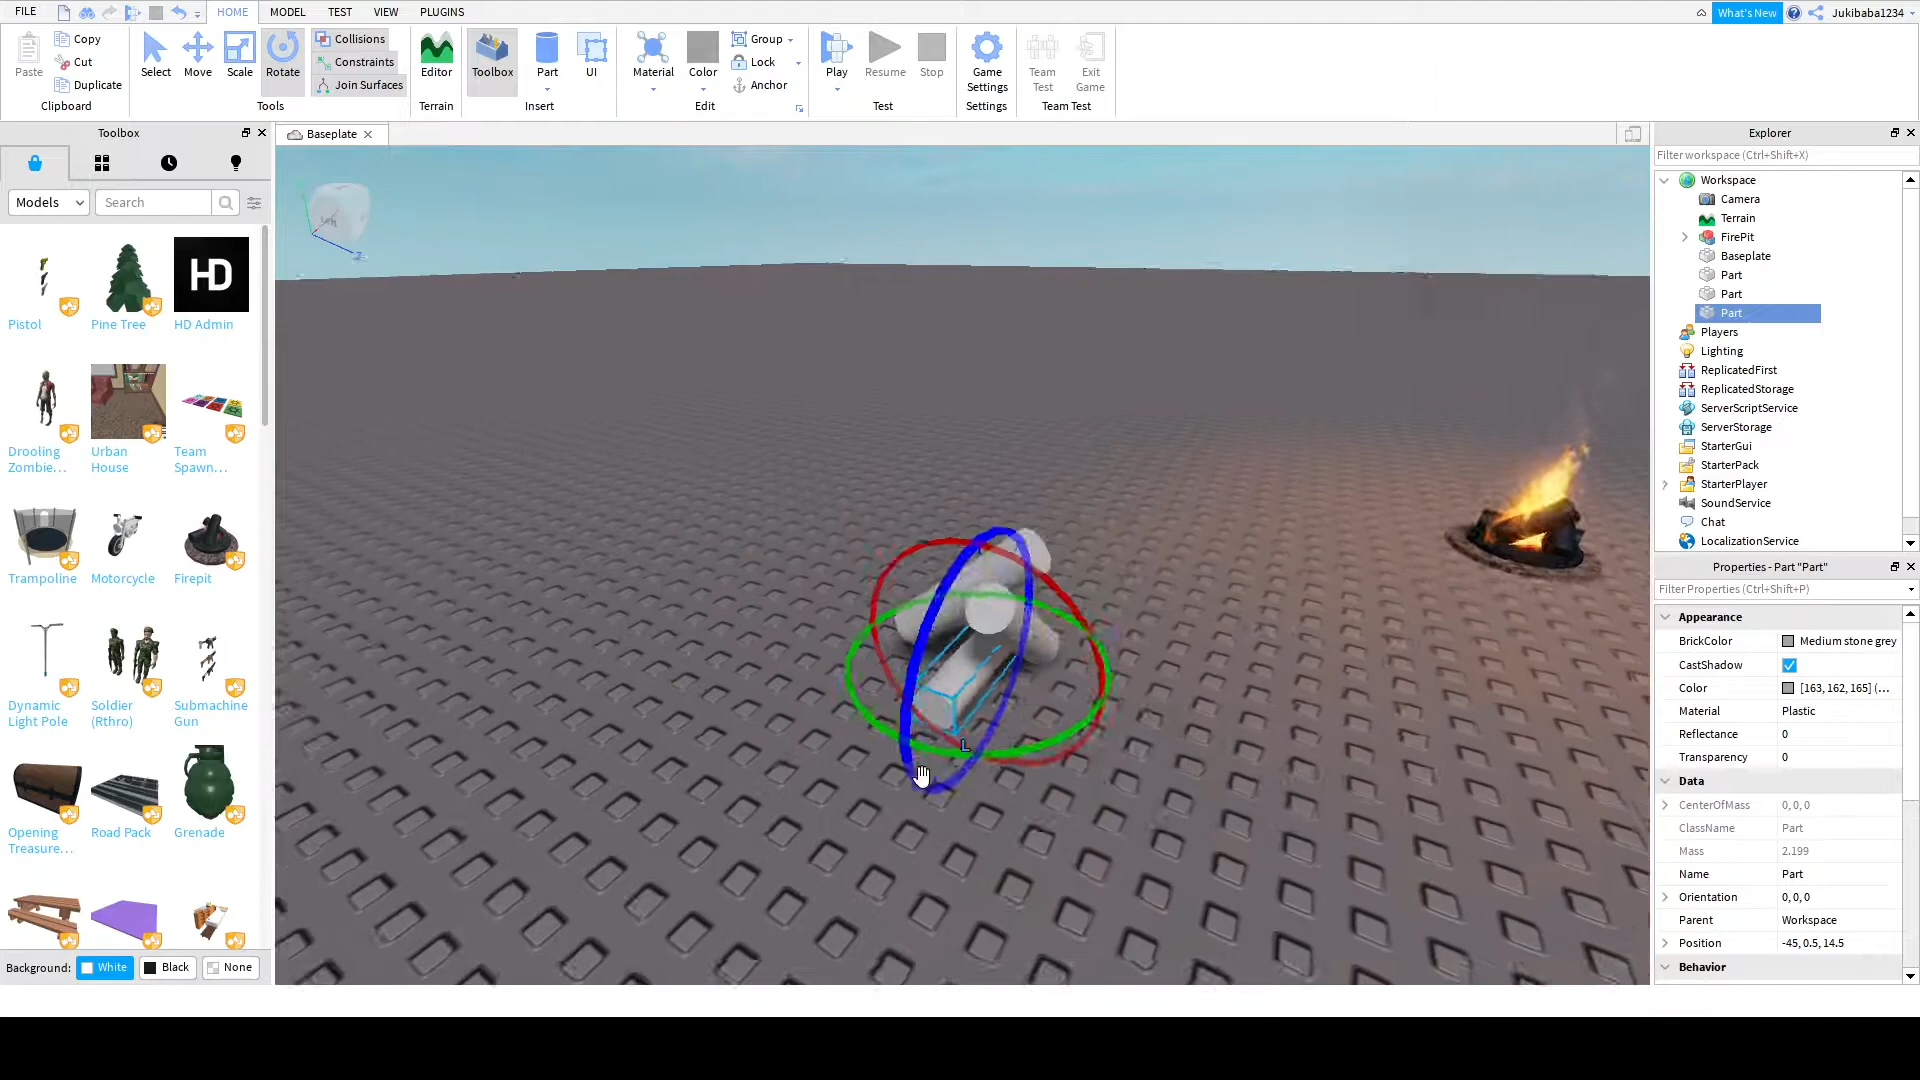 FILE
HOME
MODEL
TEST
VIEW
PLUGINS
What's New
Jukibaba1234
Paste
Copy
Cut
Duplicate
Clipboard
Select
Move
Scale
Rotate
Collisions
Constraints
Join Surfaces
Tools
Editor
Terrain
Toolbox
Part
UI
Insert
Material
Color
Group
Lock
Anchor
Edit
Play
Resume
Stop
Test
Game
Settings
Settings
Team
Test
Exit
Game
Team Test
Toolbox
Models
Search
Pistol
Pine Tree
HD
HD Admin
Drooling
Zombie...
Urban
House
Team
Spawn...
Trampoline
Motorcycle
Firepit
Dynamic
Light Pole
Soldier
(Rthro)
Submachine
Gun
Opening
Treasure...
Road Pack
Grenade
Background:
White
Black
None
Baseplate
L
Explorer
Filter workspace (Ctrl+Shift+X)
Workspace
Camera
Terrain
FirePit
Baseplate
Part
Part
Part
Players
Lighting
ReplicatedFirst
ReplicatedStorage
ServerScriptService
ServerStorage
StarterGui
StarterPack
StarterPlayer
SoundService
Chat
LocalizationService
Properties - Part "Part"
Filter Properties (Ctrl+Shift+P)
Appearance
BrickColor Medium stone grey
CastShadow
Color [163, 162, 165] (...
Material Plastic
Reflectance 0
Transparency 0
Data
CenterOfMass 0, 0, 0
ClassName Part
Mass 2.199
Name Part
Orientation 0, 0, 0
Parent Workspace
Position -45, 0.5, 14.5
Behavior